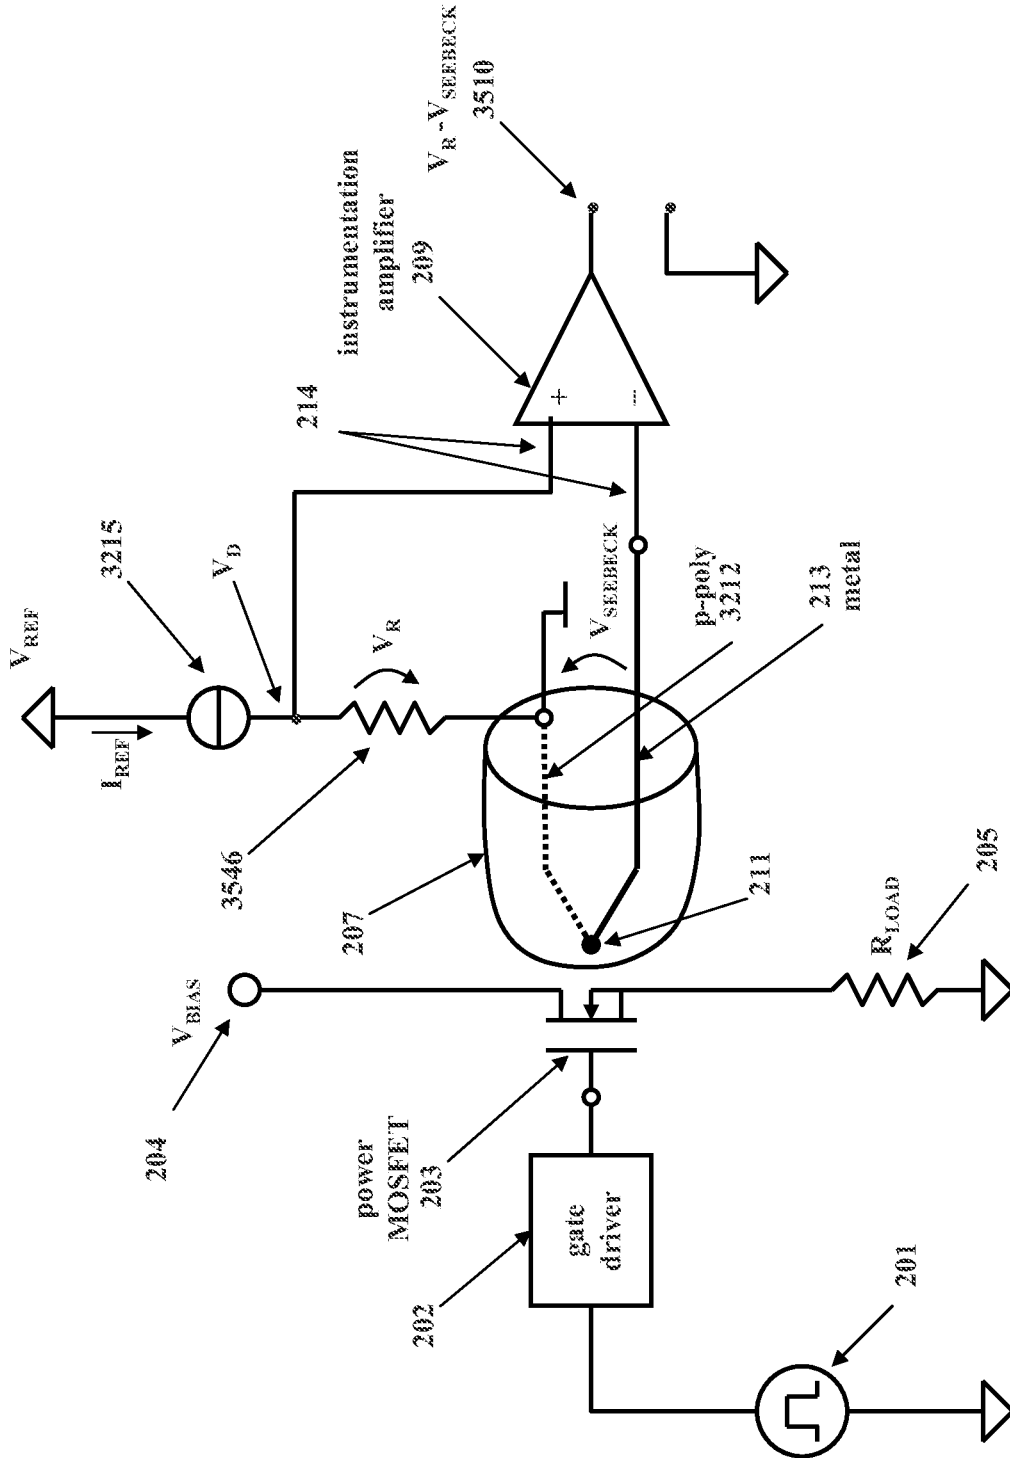 201
202
gate
driver
power
MOSFET
203
204
V_BIAS
R_LOAD
205
207
211
3546
I_REF
V_REF
3215
V_D
V_R
V_SEEBECK
p-poly
3212
213
metal
214
instrumentation
amplifier
209
+
−
V_R-V_SEEBECK
3510